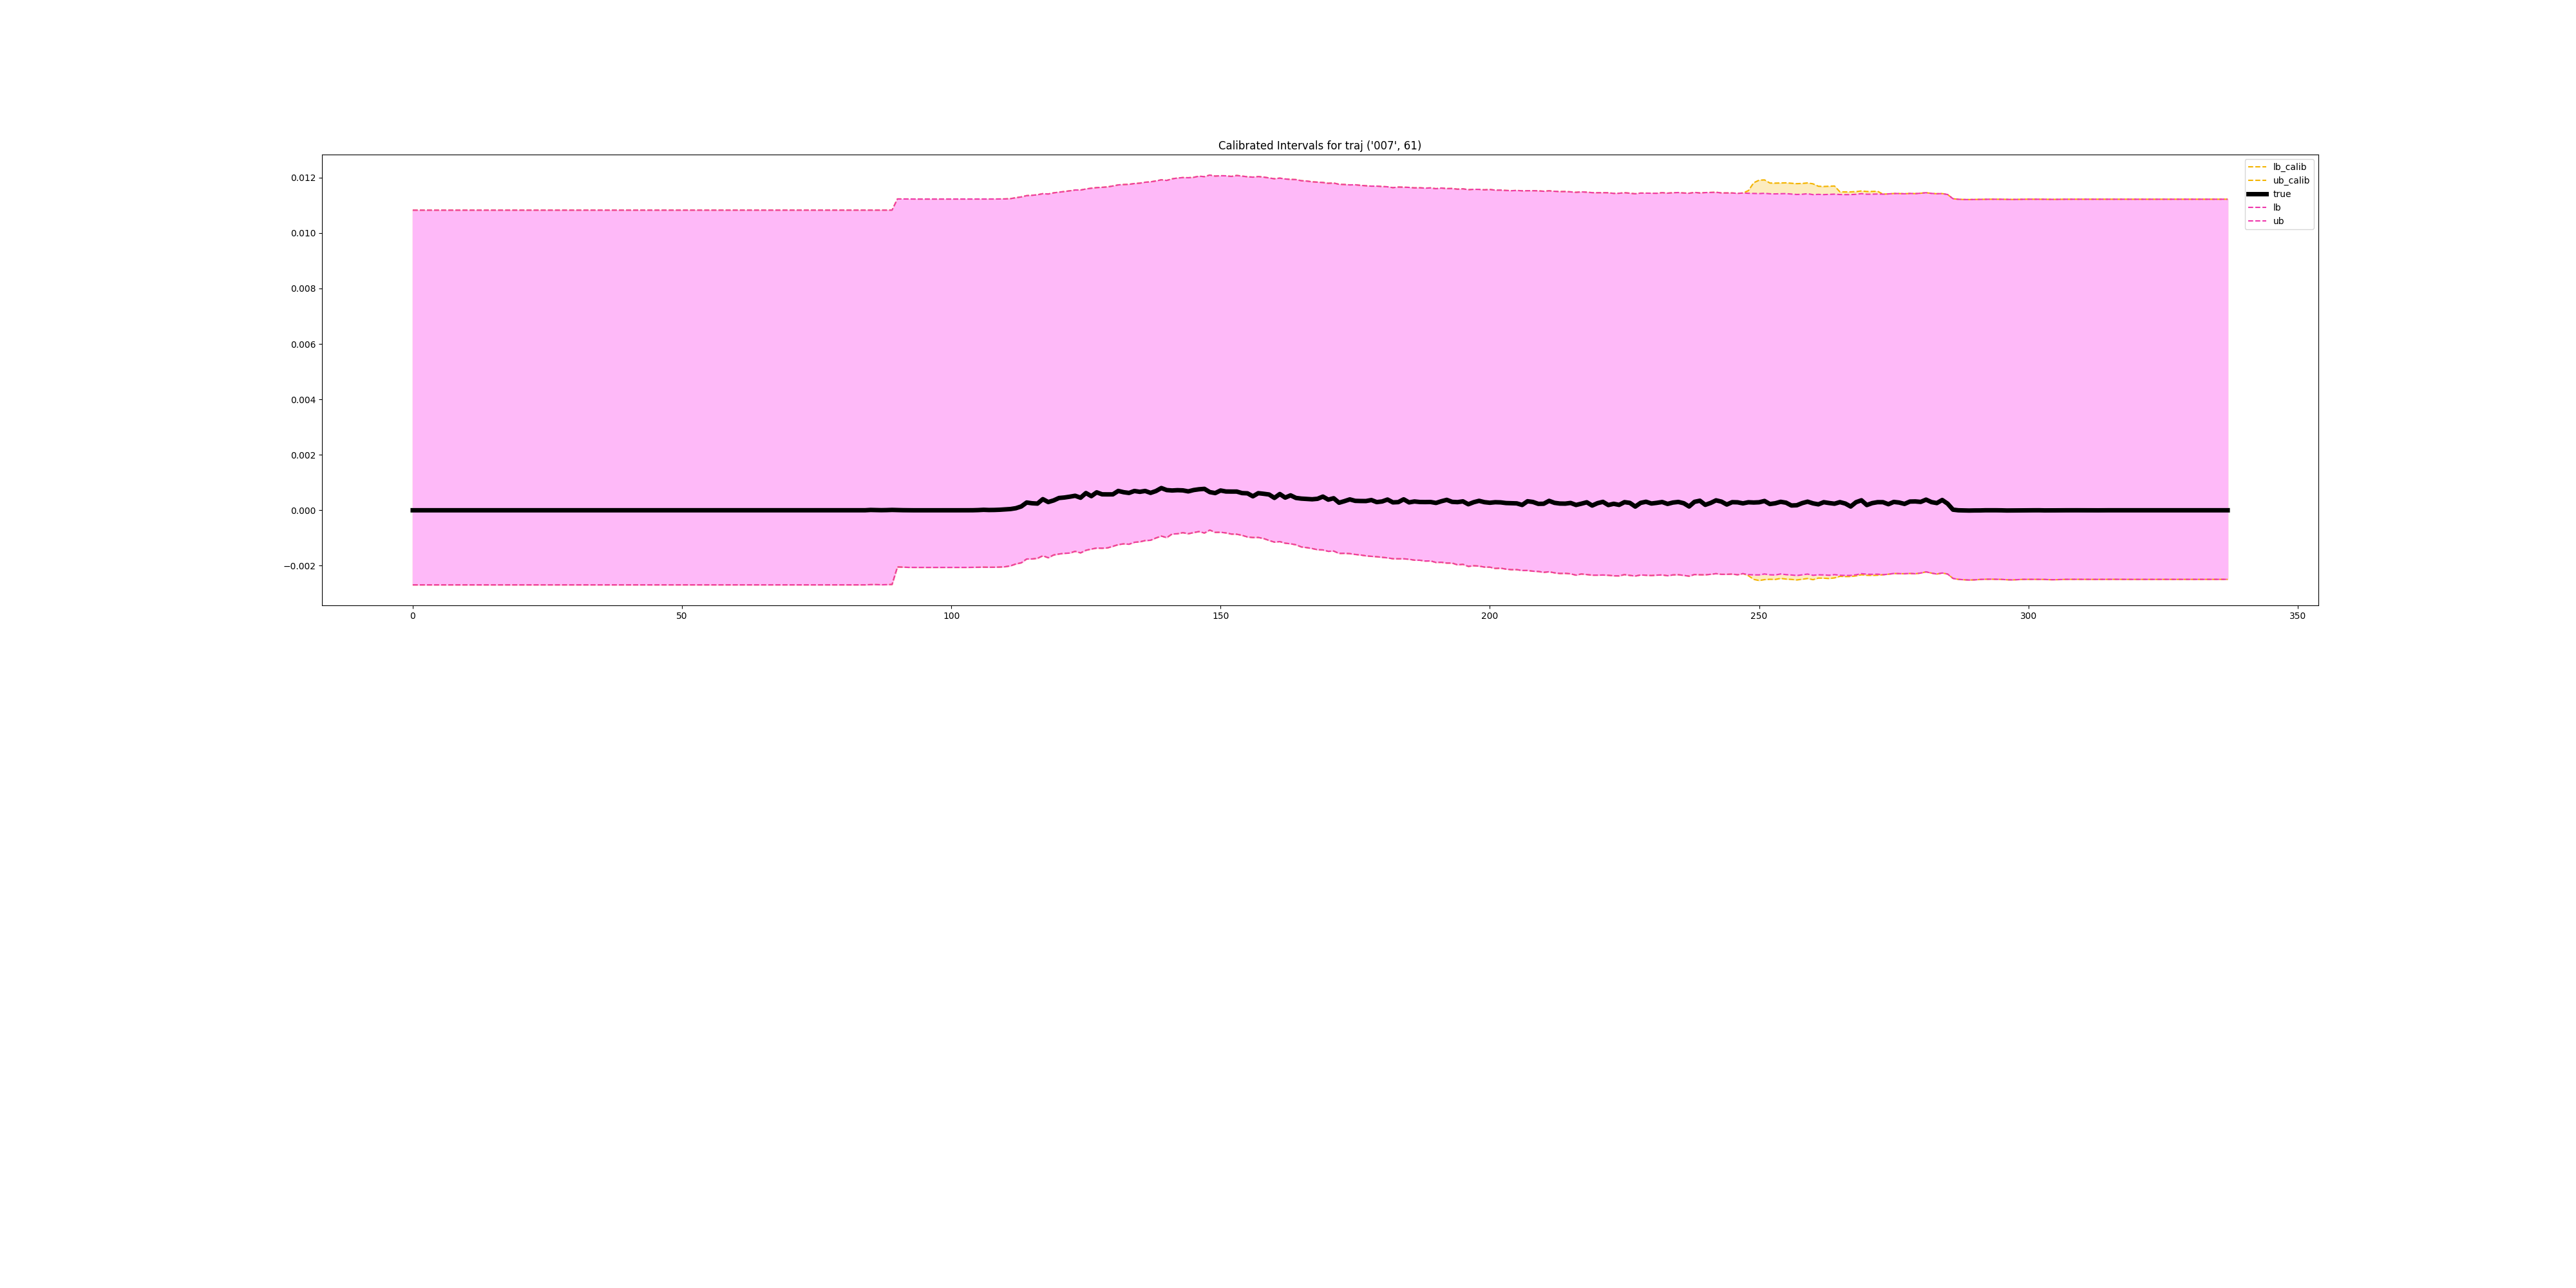 Calibrated Intervals for traj ('007', 61)
0.012
0.010
0.008
0.006
0.004
0.002
0.000
−0.002
0 50 100 150 200 250 300 350
lb_calib
ub_calib
true
lb
ub